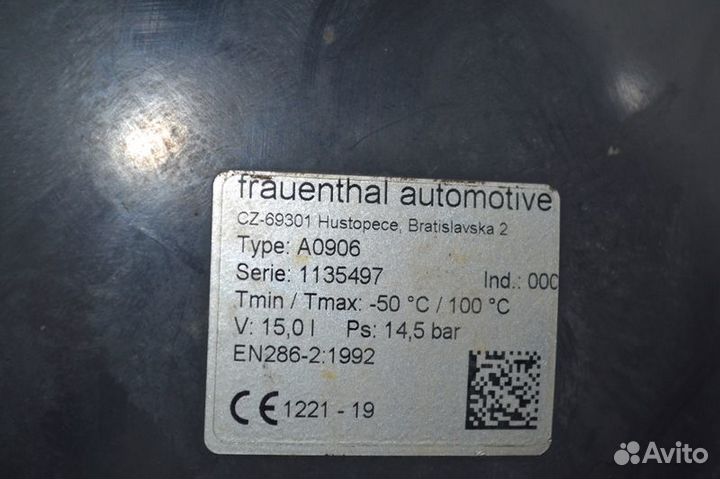 frauenthal automotive
CZ-69301 Hustopece, Bratislavska 2
Type: A0906
Serie: 1135497 Ind.: 000
Tmin / Tmax: -50 °C / 100 °C
V: 15,0 l Ps: 14,5 bar
EN286-2:1992
CE 1221 - 19
Avito